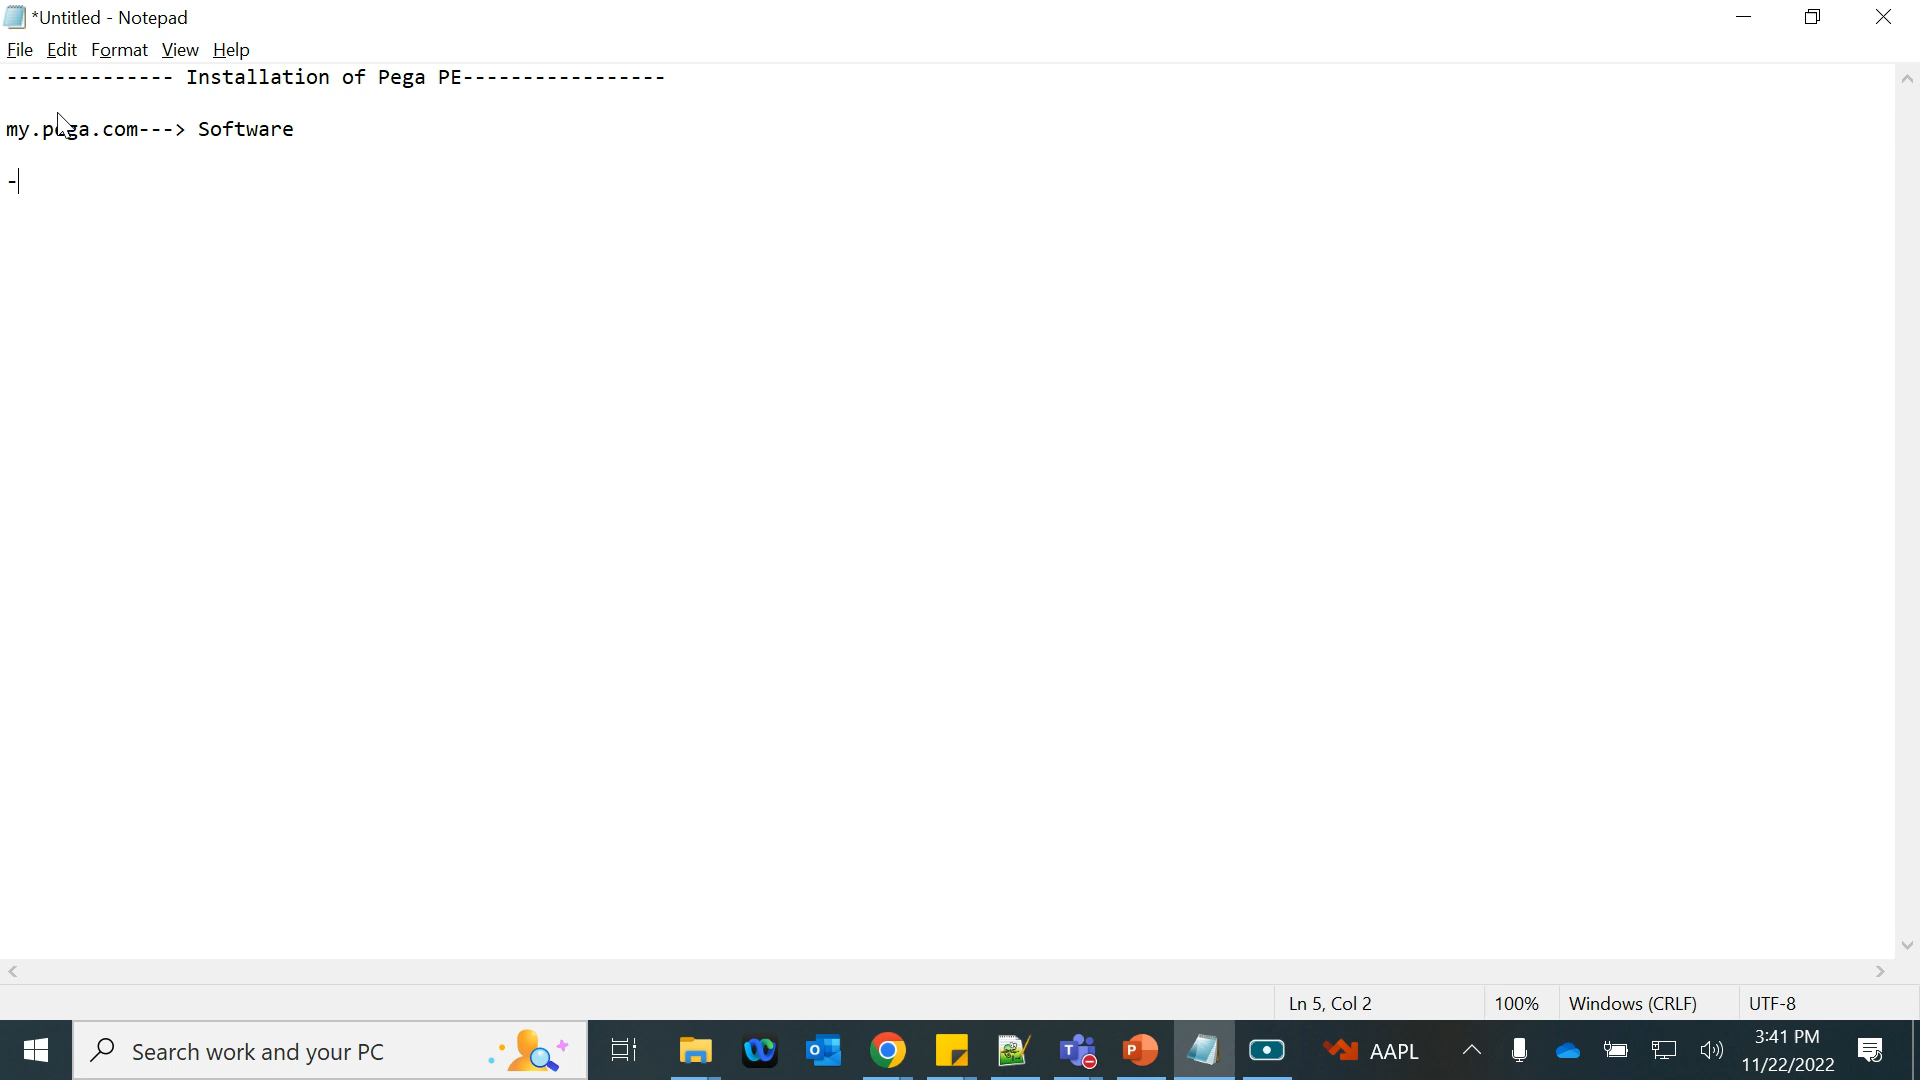 *Untitled - Notepad
File Edit Format View Help
-------------- Installation of Pega PE-----------------
my.pega.com---> Software
-
Ln 5, Col 2 100% Windows (CRLF) UTF-8
Search work and your PC
AAPL
3:41 PM
11/22/2022